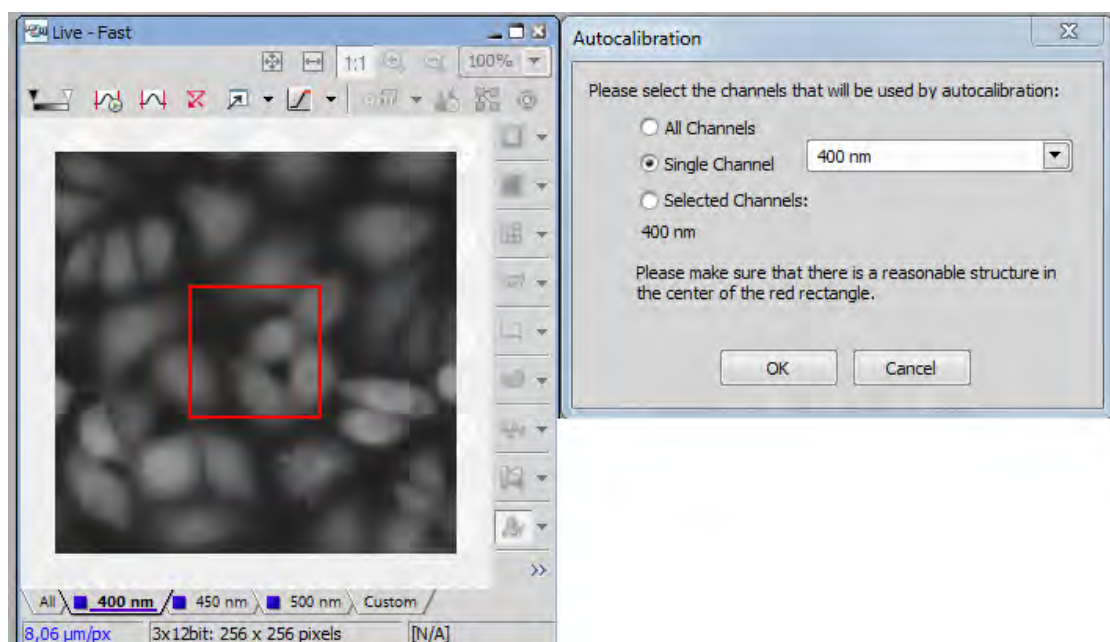 Live - Fast
1:1
100%
All
400 nm
450 nm
500 nm
Custom
8,06 µm/px
3x12bit: 256 x 256 pixels
[N/A]
Autocalibration
Please select the channels that will be used by autocalibration:
All Channels
Single Channel
400 nm
Selected Channels:
400 nm
Please make sure that there is a reasonable structure in
the center of the red rectangle.
OK
Cancel